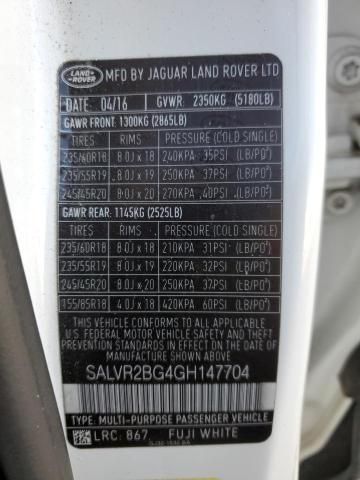 LAND ROVER
MFD BY JAGUAR LAND ROVER LTD
DATE 04/16 GVWR: 2350KG (5180LB)
GAWR FRONT: 1300KG (2865LB)
TIRES RIMS PRESSURE (COLD SINGLE)
235/60R18 8.0J x 18 240KPA 35PSI (LB/PO²)
235/55R19 8.0J x 19 250KPA 37PSI (LB/PO²)
245/45R20 8.0J x 20 270KPA 40PSI (LB/PO²)
GAWR REAR: 1145KG (2525LB)
TIRES RIMS PRESSURE (COLD SINGLE)
235/60R18 8.0J x 18 210KPA 31PSI (LB/PO²)
235/55R19 8.0J x 19 220KPA 32PSI (LB/PO²)
245/45R20 8.0J x 20 250KPA 37PSI (LB/PO²)
155/85R18 4.0J x 18 420KPA 60PSI (LB/PO²)
THIS VEHICLE CONFORMS TO ALL APPLICABLE
U.S FEDERAL MOTOR VEHICLE SAFETY AND
THEFT PREVENTION STANDARDS IN EFFECT
ON THE DATE OF MANUFACTURE SHOWN ABOVE
SALVR2BG4GH147704
TYPE: MULTI-PURPOSE PASSENGER VEHICLE
LRC: 867 FUJI WHITE